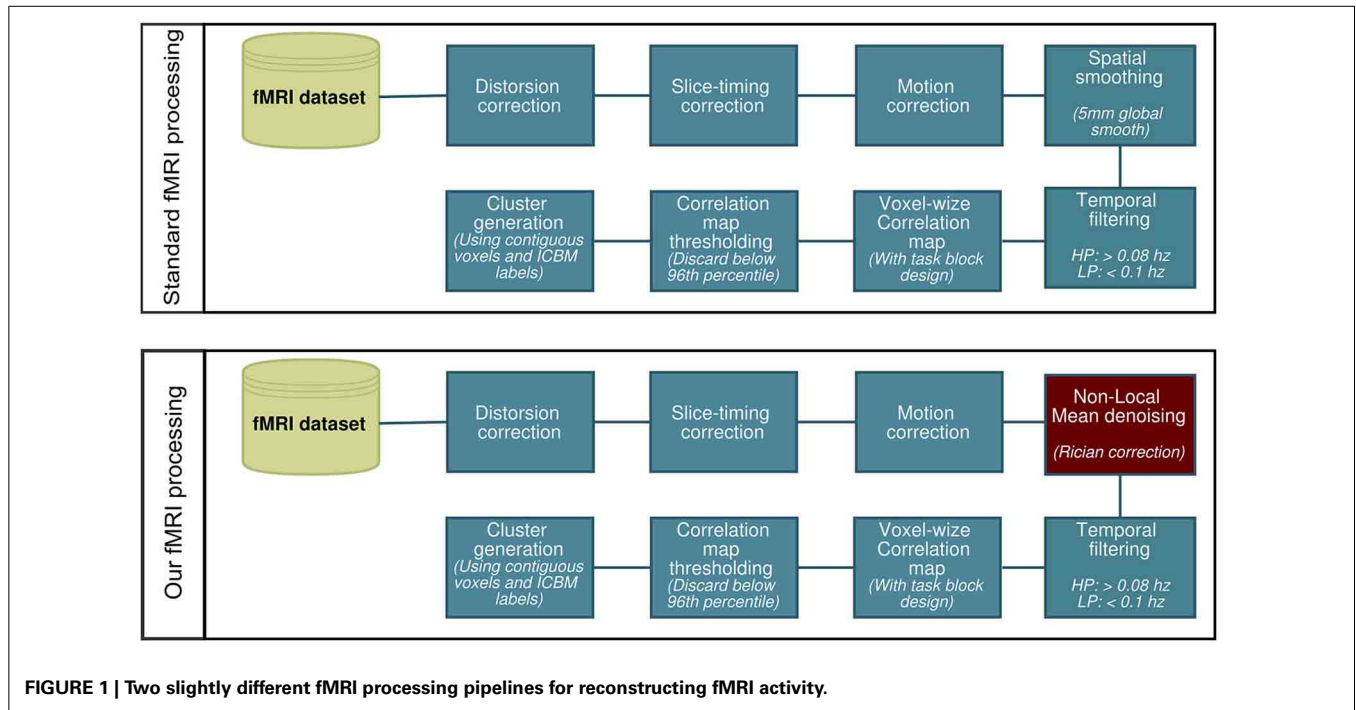 Standard fMRI processing
fMRI dataset
Distorsion
correction
Slice-timing
correction
Motion
correction
Spatial
smoothing
(5mm global
smooth)
Cluster
generation
(Using contiguous
voxels and ICBM
labels)
Correlation
map
thresholding
(Discard below
96th percentile)
Voxel-wize
Correlation
map
(With task block
design)
Temporal
filtering
HP: > 0.08 hz
LP: < 0.1 hz
Our fMRI processing
fMRI dataset
Distorsion
correction
Slice-timing
correction
Motion
correction
Non-Local
Mean denoising
(Rician correction)
Cluster
generation
(Using contiguous
voxels and ICBM
labels)
Correlation
map
thresholding
(Discard below
96th percentile)
Voxel-wize
Correlation
map
(With task block
design)
Temporal
filtering
HP: > 0.08 hz
LP: < 0.1 hz
FIGURE 1 | Two slightly different fMRI processing pipelines for reconstructing fMRI activity.